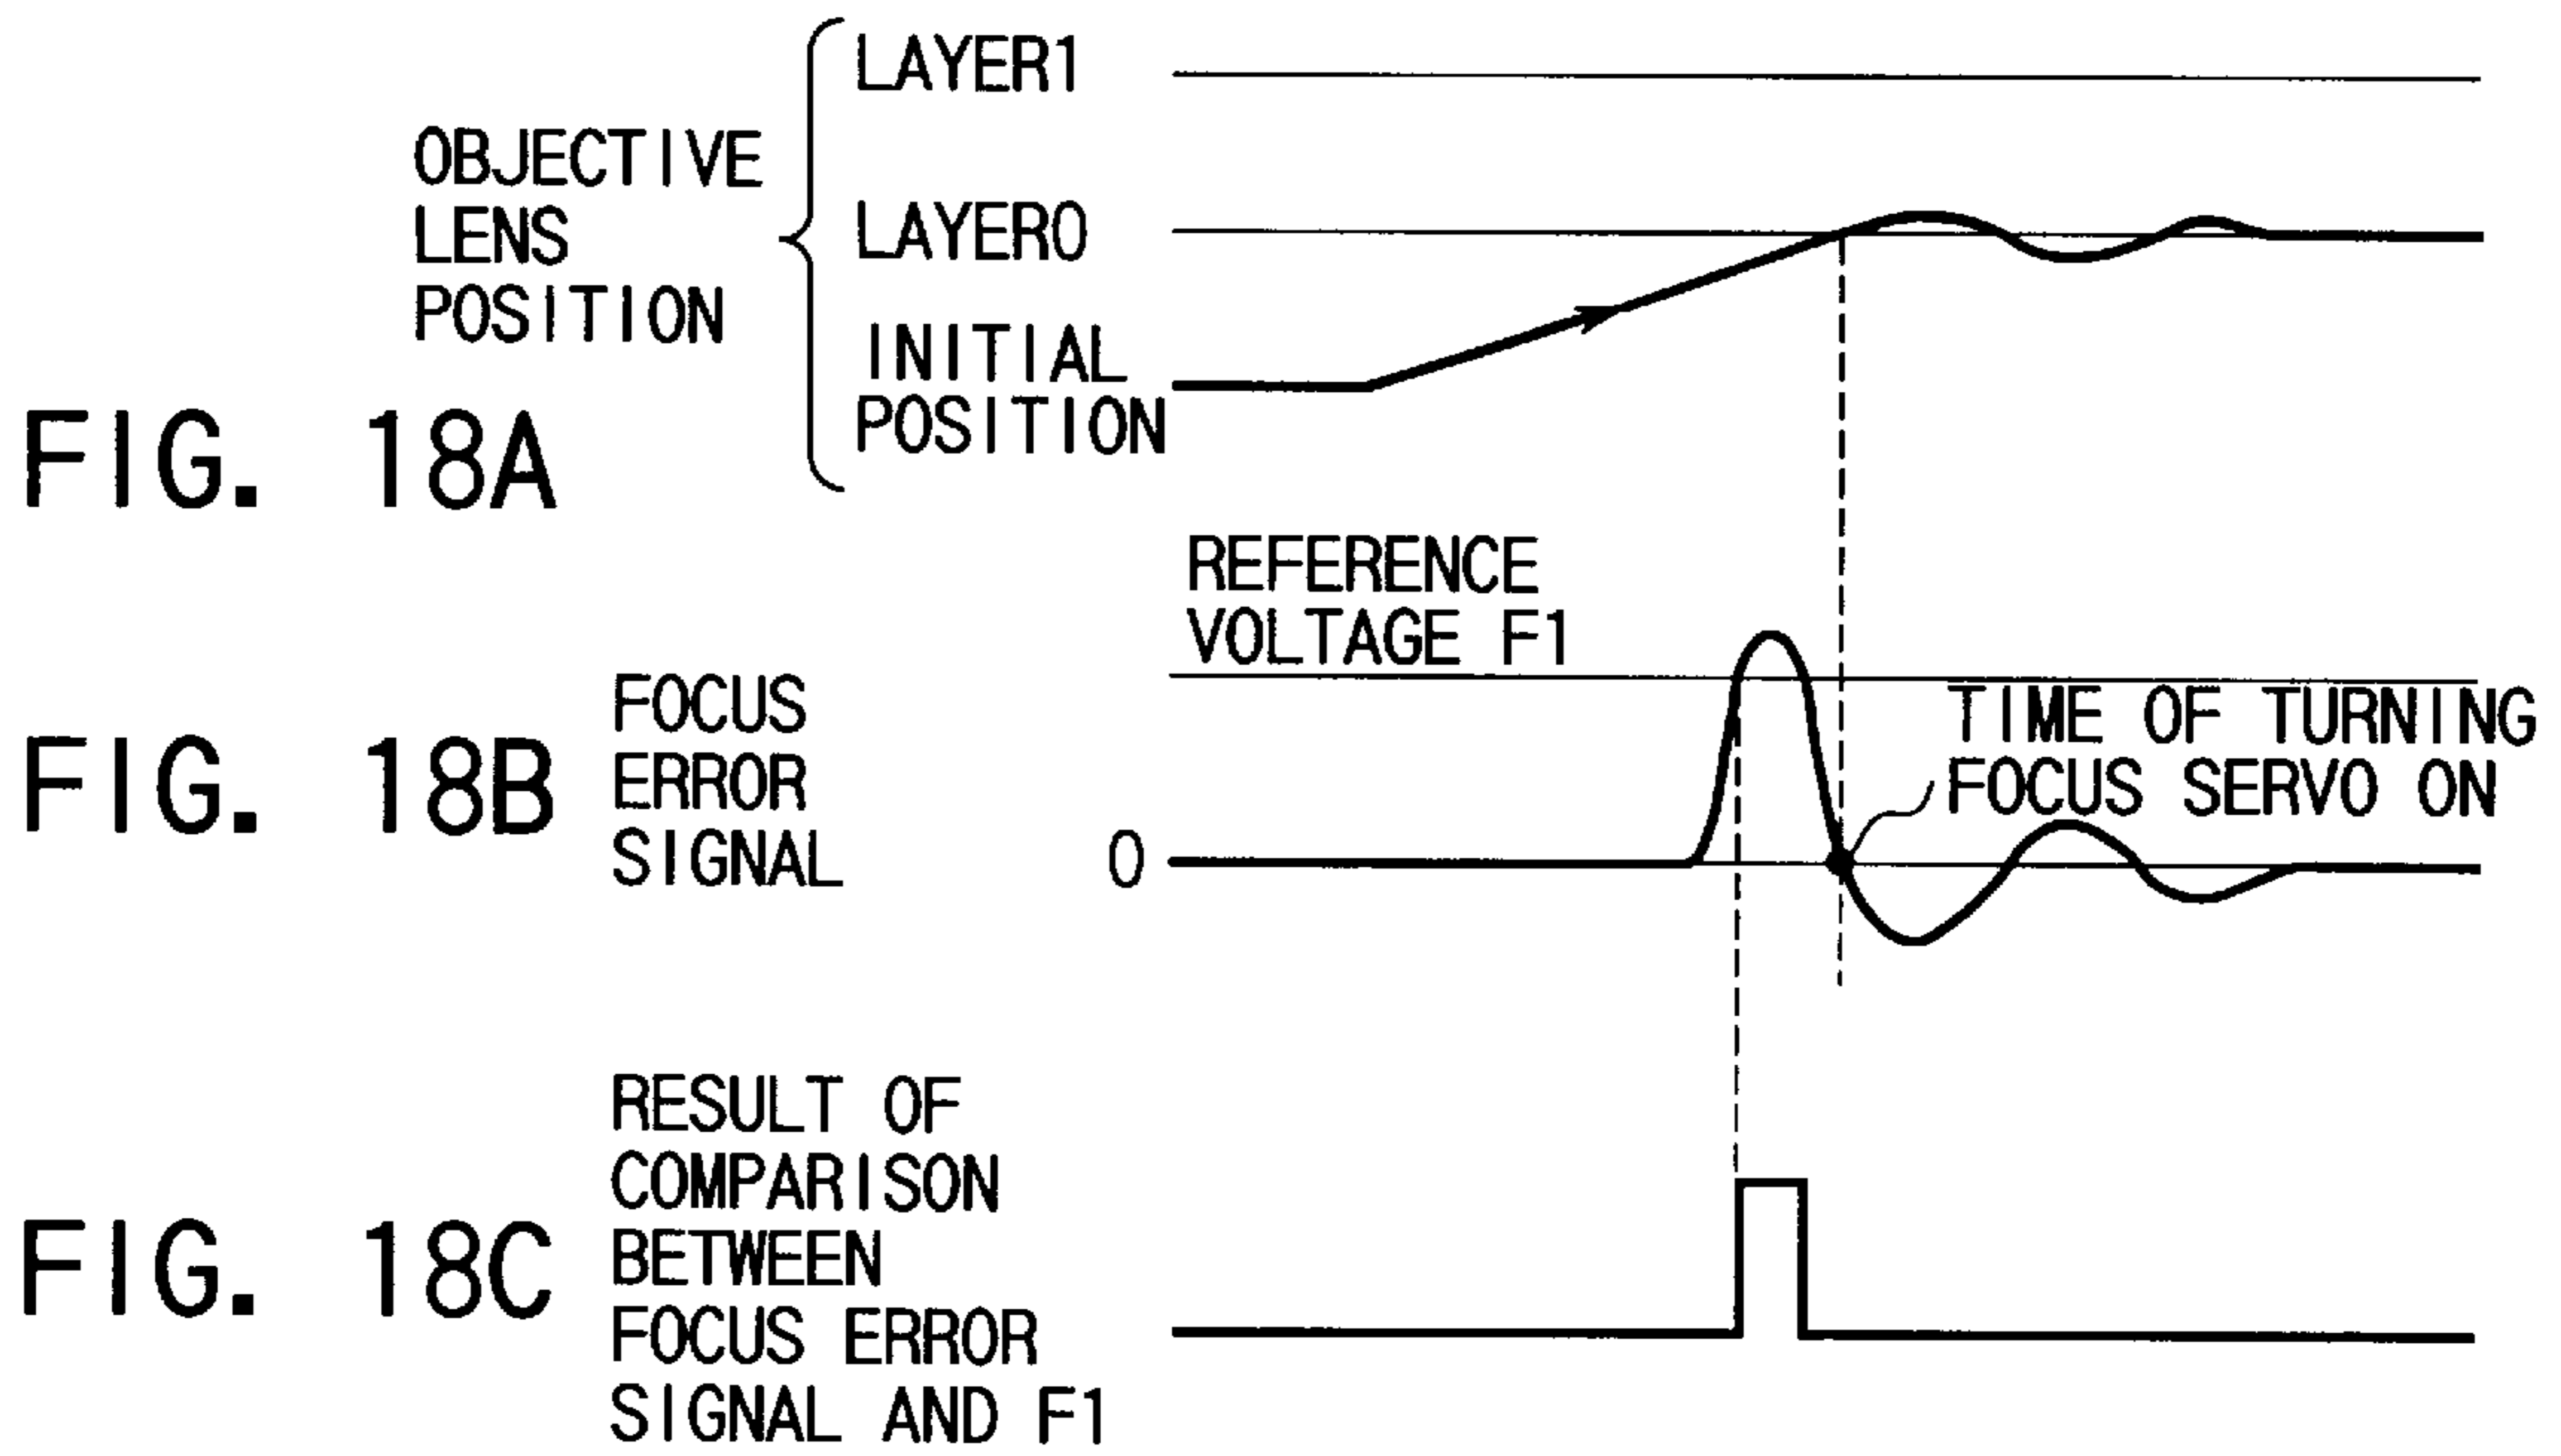 LAYER1
OBJECTIVE
LENS
POSITION
LAYER0
INITIAL
POSITION
FIG. 18A
REFERENCE
VOLTAGE F1
FIG. 18B
FOCUS
ERROR
SIGNAL
0
TIME OF TURNING
FOCUS SERVO ON
FIG. 18C
RESULT OF
COMPARISON
BETWEEN
FOCUS ERROR
SIGNAL AND F1